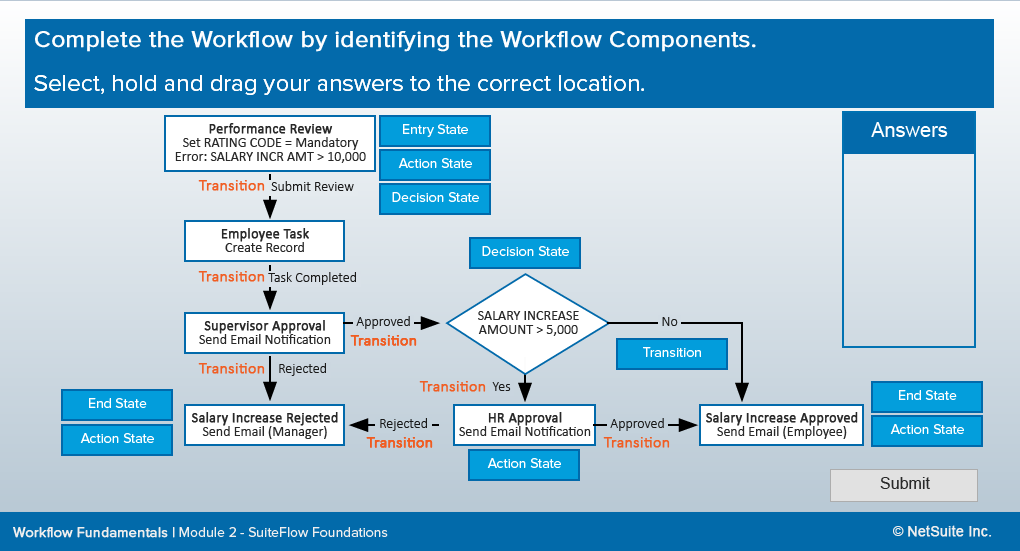 Complete the Workflow by identifying the Workflow Components.
Select, hold and drag your answers to the correct location.
Performance Review
Set RATING CODE = Mandatory
Error: SALARY INCR AMT > 10,000
Entry State
Action State
Decision State
Answers
Transition Submit Review
Employee Task
Create Record
Decision State
Transition Task Completed
Supervisor Approval
Send Email Notification
Approved
Transition
SALARY INCREASE
AMOUNT > 5,000
No
Transition
Transition Rejected
Transition Yes
End State
Action State
Salary Increase Rejected
Send Email (Manager)
Rejected
Transition
HR Approval
Send Email Notification
Action State
Approved
Transition
Salary Increase Approved
Send Email (Employee)
End State
Action State
Submit
Workflow Fundamentals | Module 2 - SuiteFlow Foundations
© NetSuite Inc.